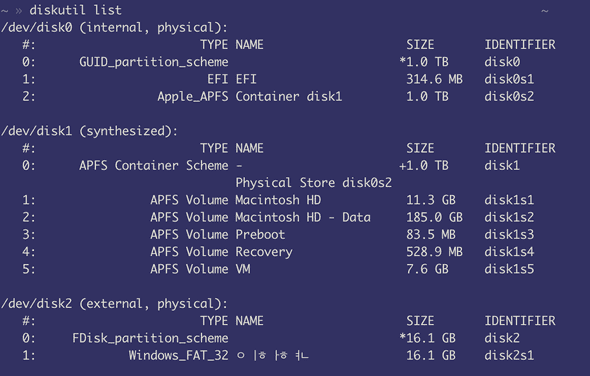 ~ » diskutil list ~
/dev/disk0 (internal, physical):
#: TYPE NAME SIZE IDENTIFIER
0: GUID_partition_scheme *1.0 TB disk0
1: EFI EFI 314.6 MB disk0s1
2: Apple_APFS Container disk1 1.0 TB disk0s2
/dev/disk1 (synthesized):
#: TYPE NAME SIZE IDENTIFIER
0: APFS Container Scheme - +1.0 TB disk1
Physical Store disk0s2
1: APFS Volume Macintosh HD 11.3 GB disk1s1
2: APFS Volume Macintosh HD - Data 185.0 GB disk1s2
3: APFS Volume Preboot 83.5 MB disk1s3
4: APFS Volume Recovery 528.9 MB disk1s4
5: APFS Volume VM 7.6 GB disk1s5
/dev/disk2 (external, physical):
#: TYPE NAME SIZE IDENTIFIER
0: FDisk_partition_scheme *16.1 GB disk2
1: Windows_FAT_32 ㅇㅣㅎㅏㅎㅕㄴ 16.1 GB disk2s1